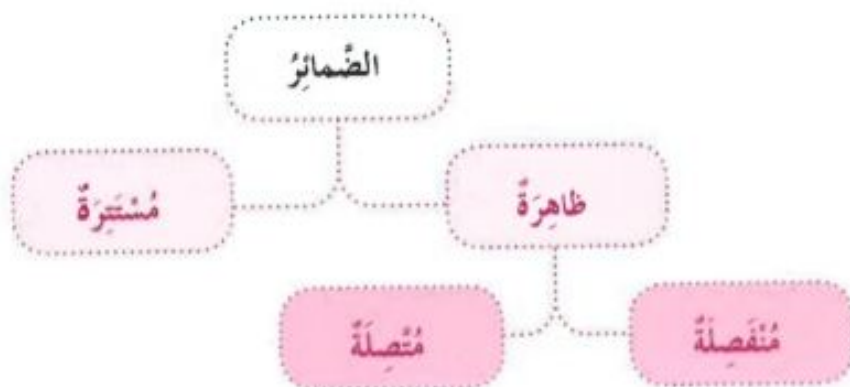 الضَّمائِرُ
ظاهِرَةٌ
مُسْتَتِرَةٌ
مُنْفَصِلَةٌ
مُتَّصِلَةٌ